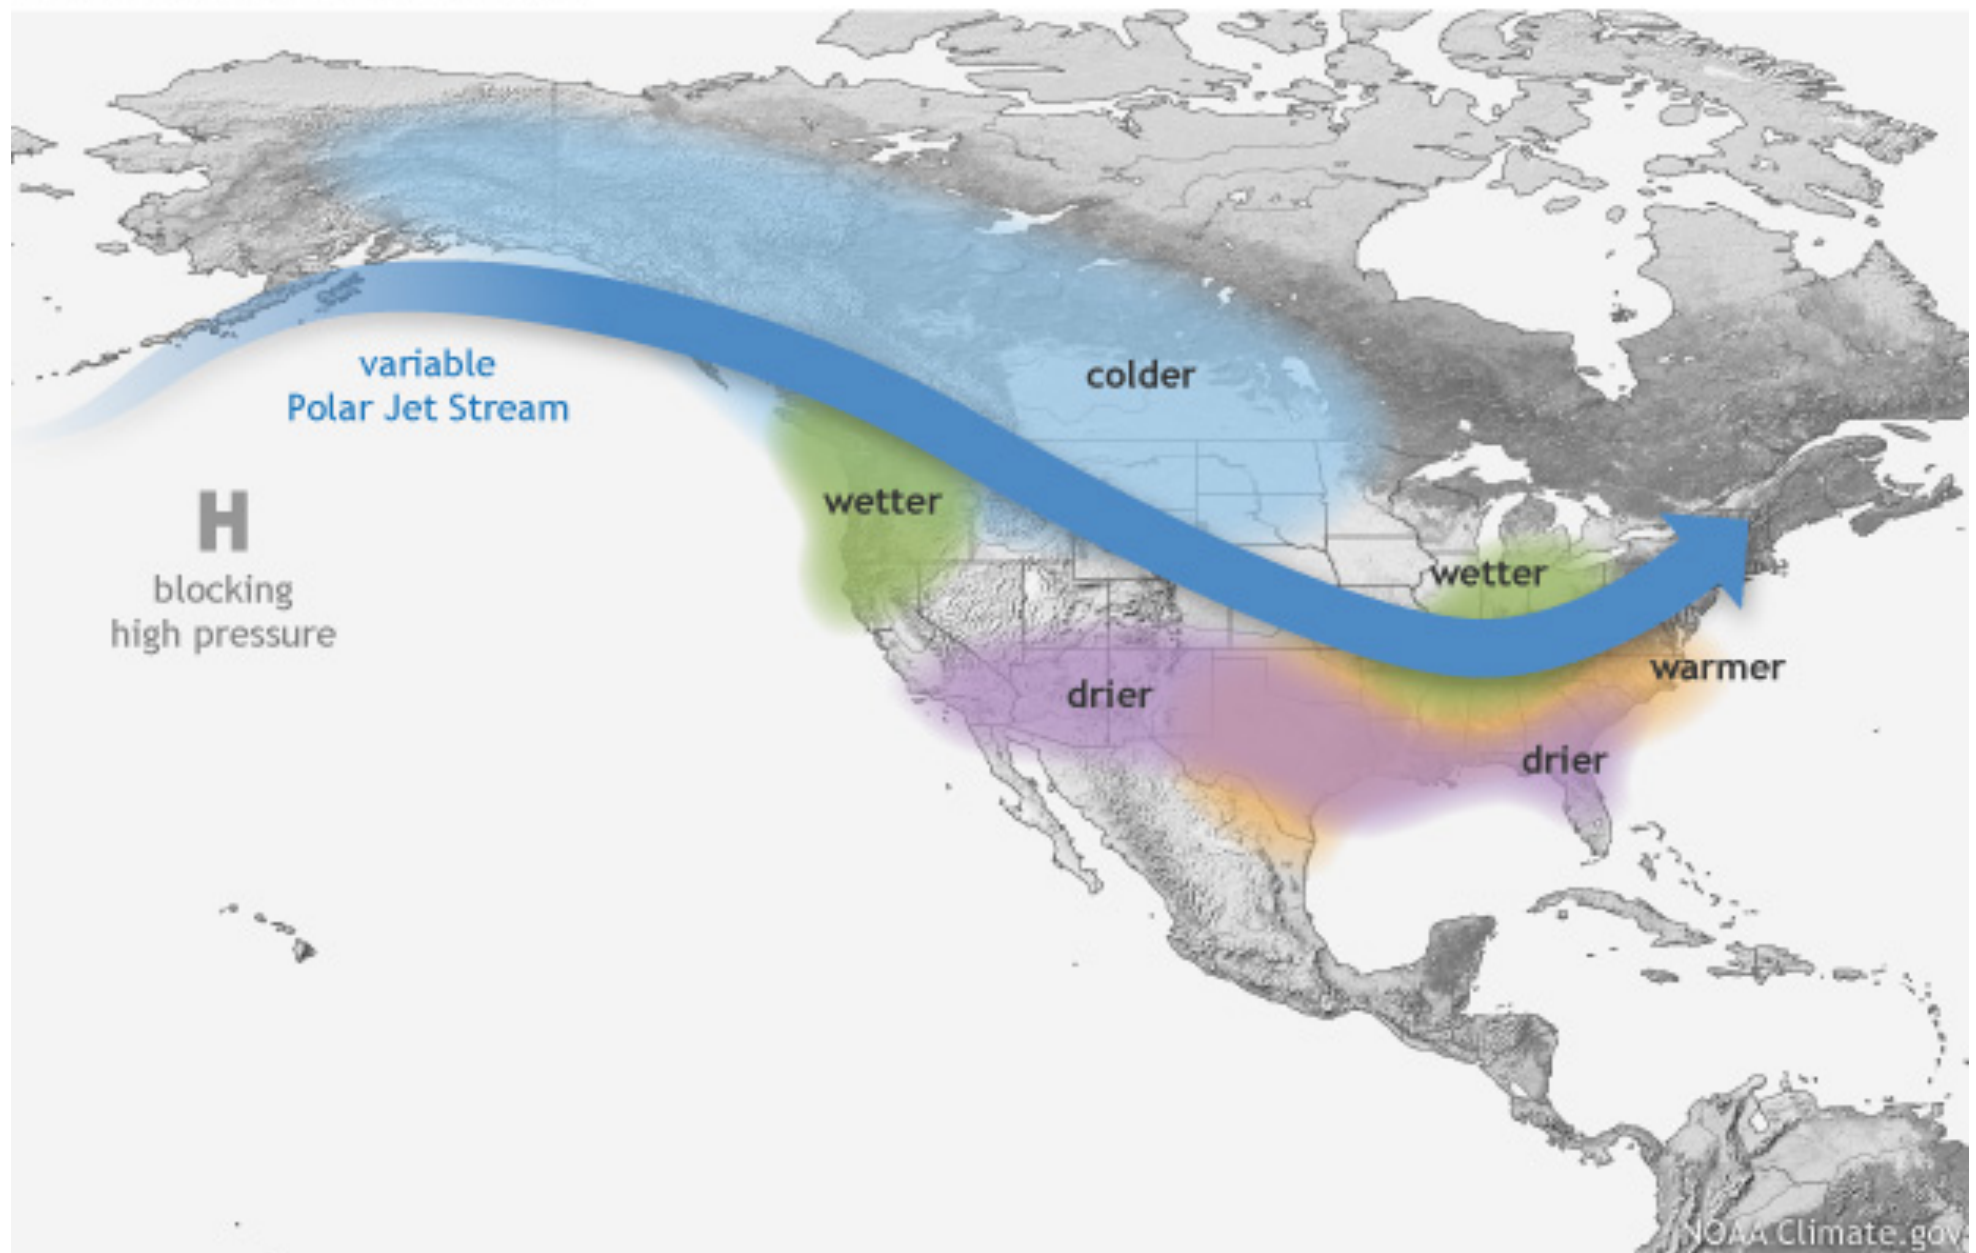 variable
Polar Jet Stream
colder
wetter
H
blocking
high pressure
wetter
warmer
drier
drier
NOAA Climate.gov